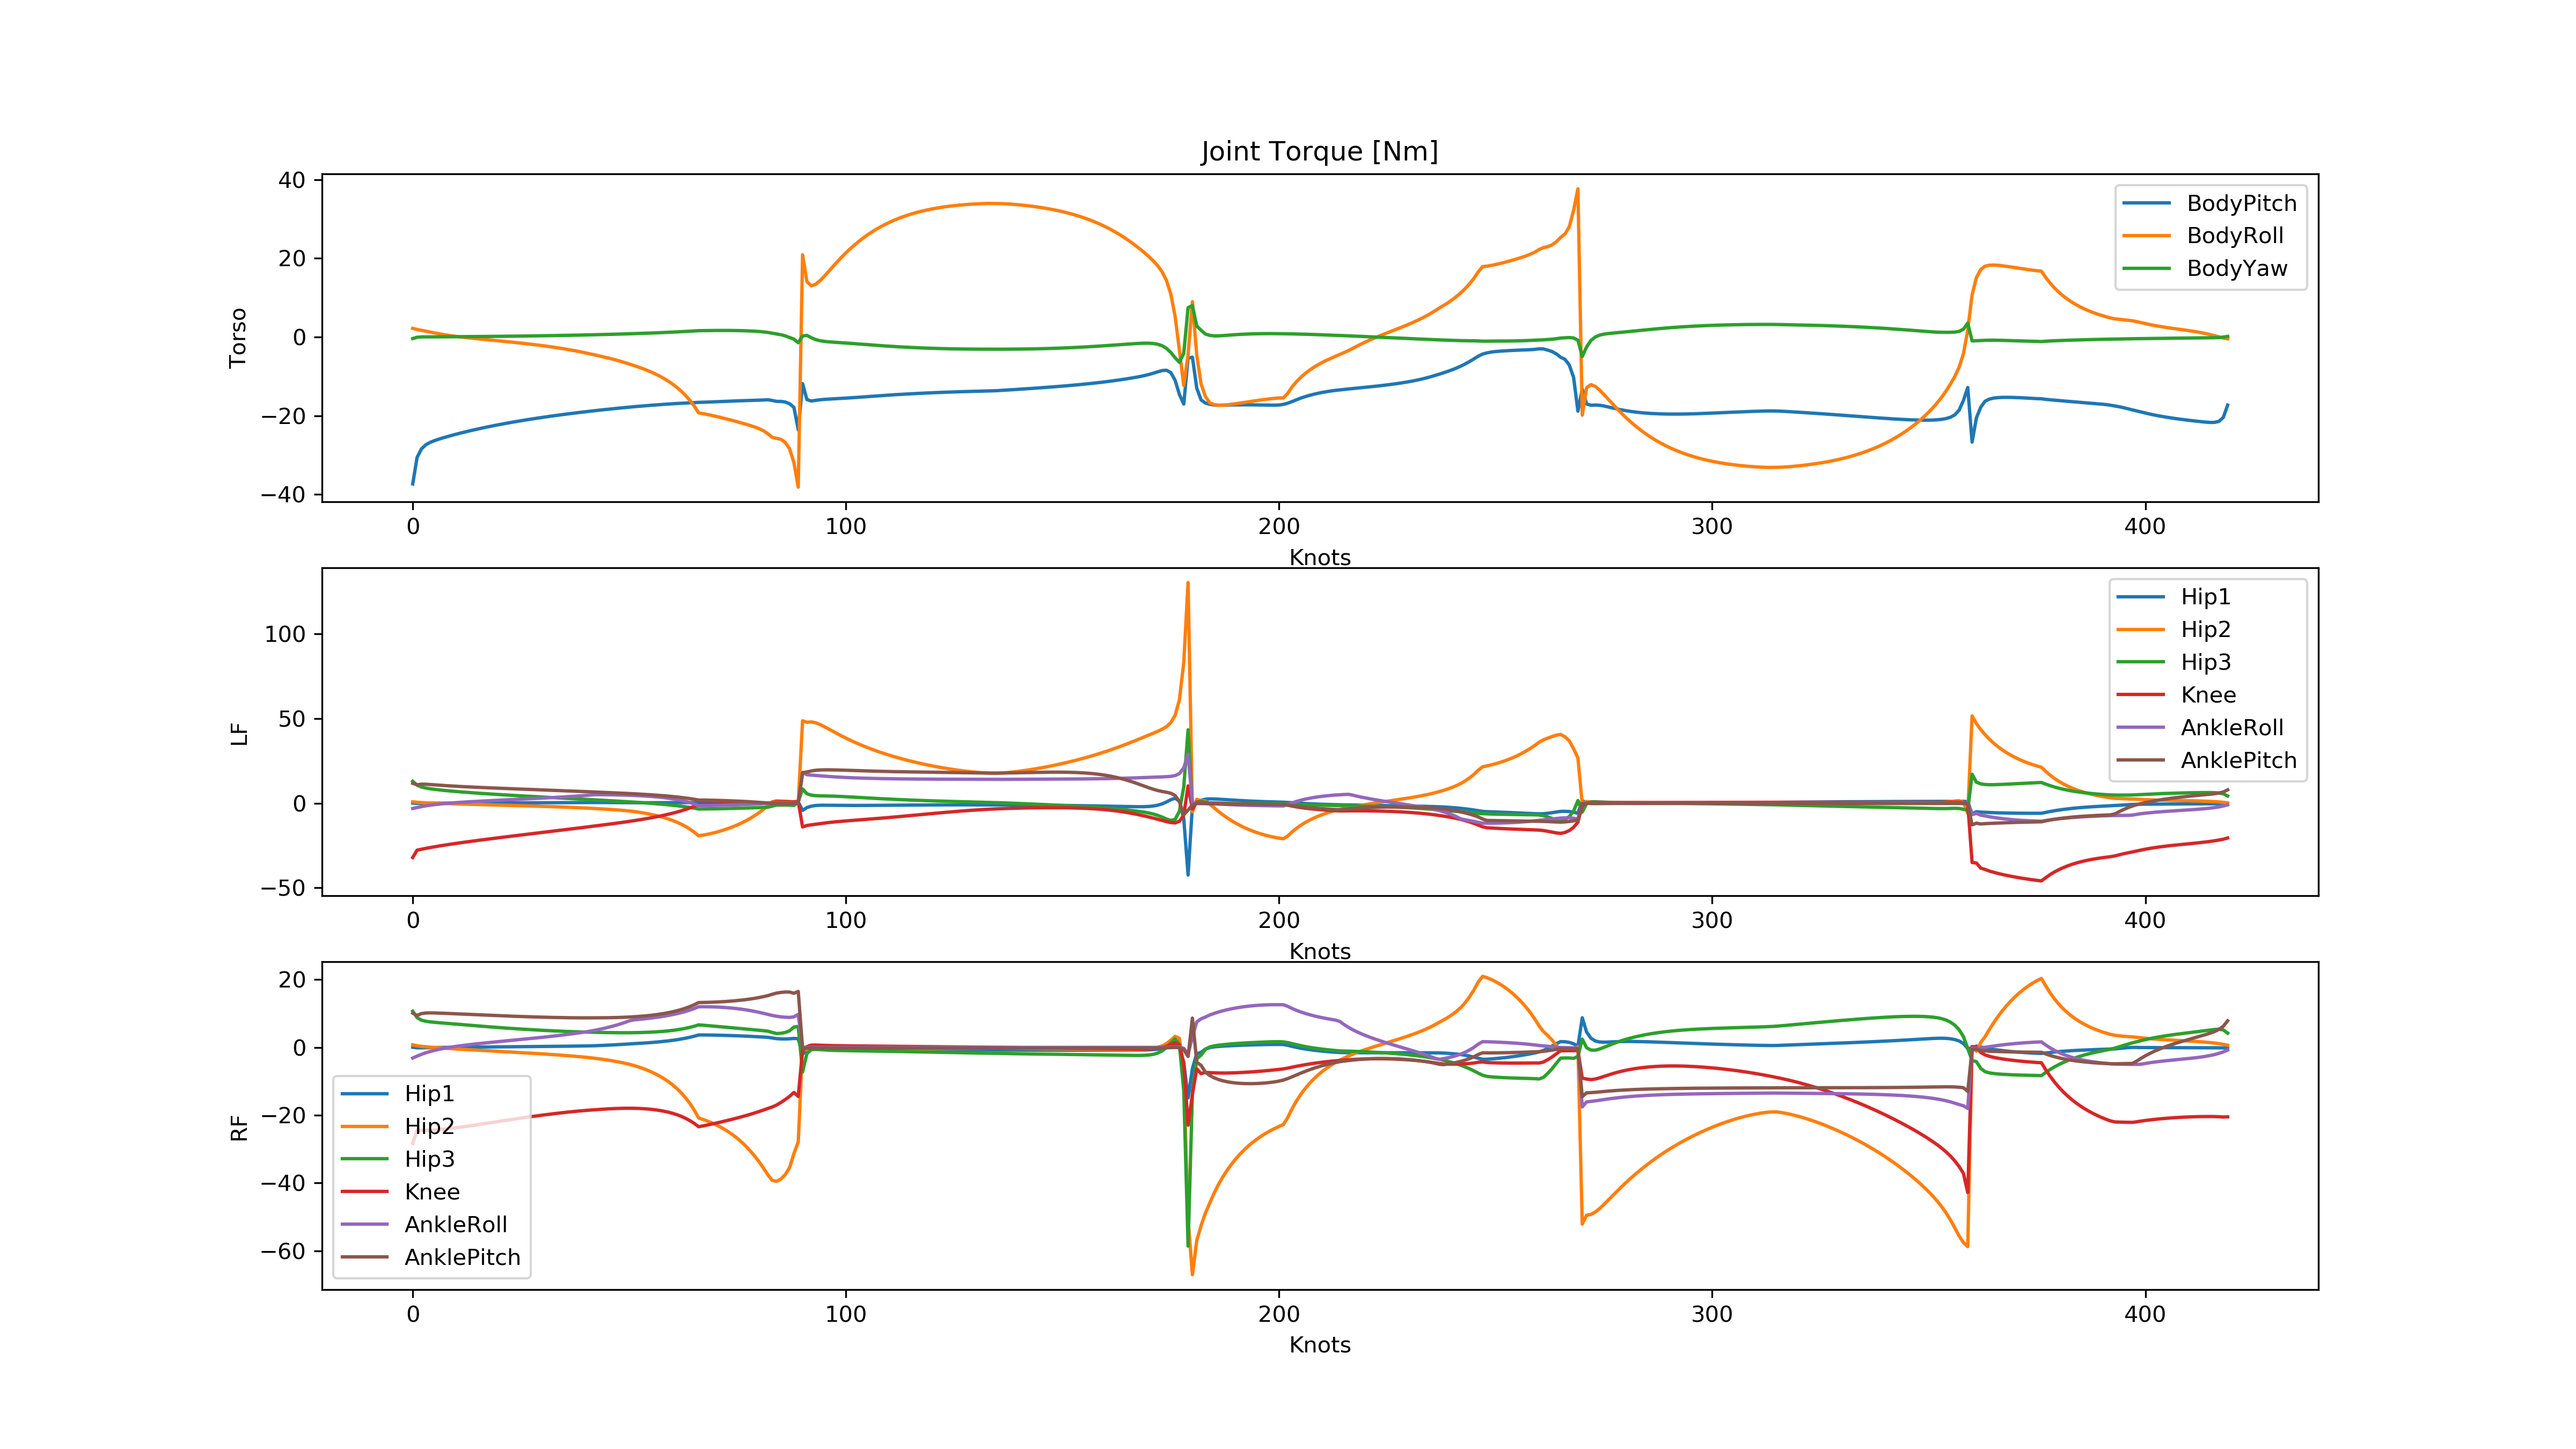 Joint Torque [Nm]
40
20
0
−20
−40
Torso
BodyPitch
BodyRoll
BodyYaw
0 100 200 300 400
Knots
100
50
0
−50
LF
Hip1
Hip2
Hip3
Knee
AnkleRoll
AnklePitch
0 100 200 300 400
Knots
20
0
−20
−40
−60
RF
Hip1
Hip2
Hip3
Knee
AnkleRoll
AnklePitch
0 100 200 300 400
Knots